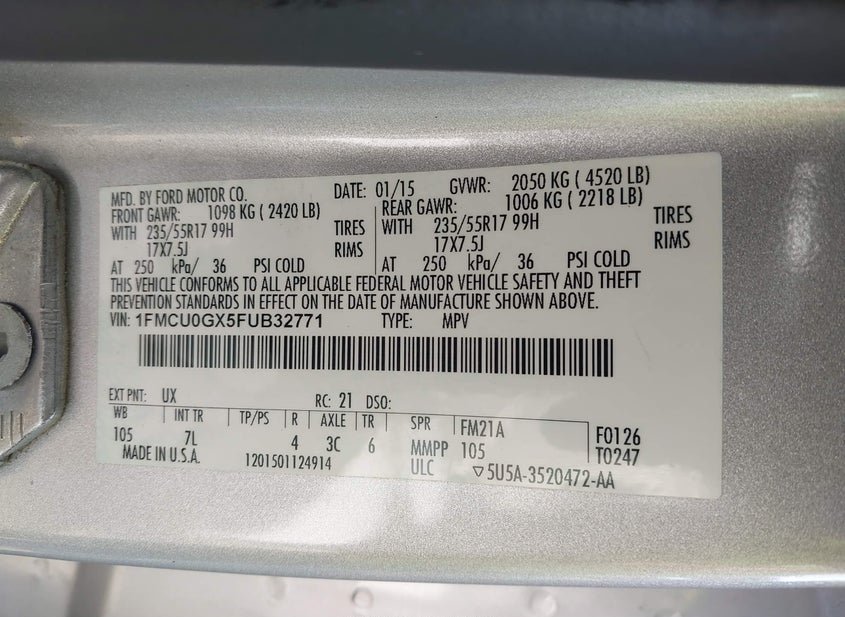 MFD. BY FORD MOTOR CO. DATE: 01/15 GVWR: 2050 KG ( 4520 LB)
FRONT GAWR: 1098 KG ( 2420 LB) REAR GAWR: 1006 KG ( 2218 LB)
WITH 235/55R17 99H TIRES WITH 235/55R17 99H TIRES
17X7.5J RIMS 17X7.5J RIMS
AT 250 kPa/ 36 PSI COLD AT 250 kPa/ 36 PSI COLD
THIS VEHICLE CONFORMS TO ALL APPLICABLE FEDERAL MOTOR VEHICLE SAFETY AND THEFT
PREVENTION STANDARDS IN EFFECT ON THE DATE OF MANUFACTURE SHOWN ABOVE.
VIN: 1FMCU0GX5FUB32771 TYPE: MPV
EXT PNT: UX RC: 21 DSO:
WB INT TR TP/PS R AXLE TR SPR FM21A F0126
105 7L 4 3C 6 MMPP 105 T0247
MADE IN U.S.A. 1201501124914 ULC ▽5U5A-3520472-AA